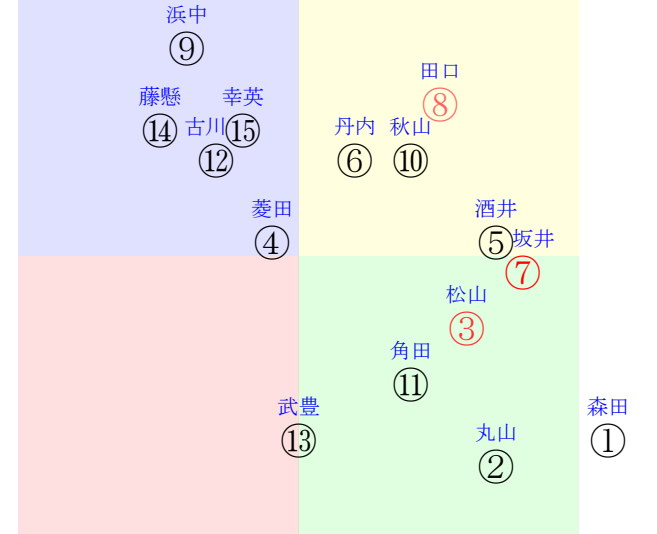 浜中
⑨
田口
⑧
藤懸
⑭
幸英
⑮
古川
⑫
丹内
⑥
秋山
⑩
菱田
④
酒井
⑤
坂井
⑦
松山
③
角田
⑪
武豊
⑬
丸山
②
森田
①